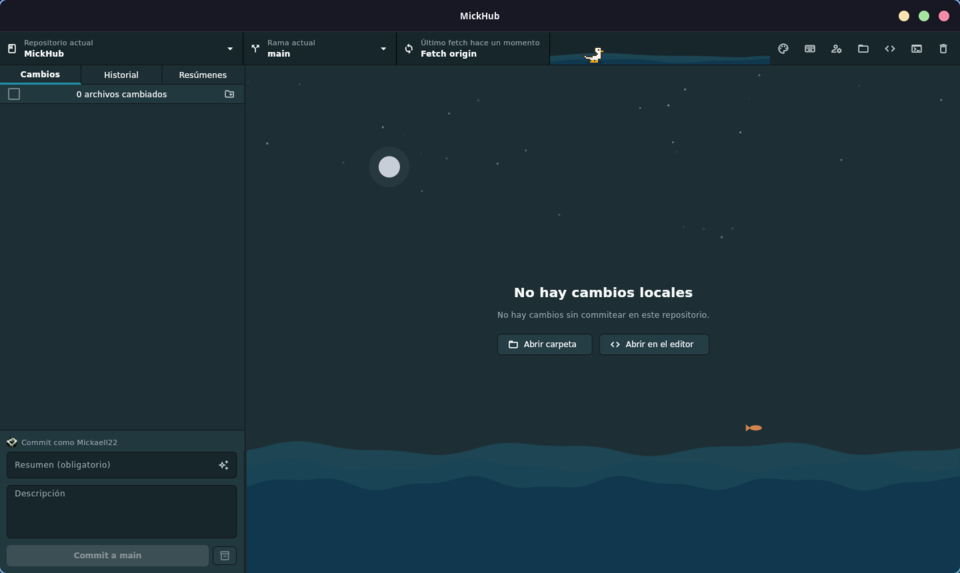 MickHub
Repositorio actual
MickHub
Rama actual
main
Último fetch hace un momento
Fetch origin
Cambios
Historial
Resúmenes
0 archivos cambiados
No hay cambios locales
No hay cambios sin commitear en este repositorio.
Abrir carpeta
Abrir en el editor
Commit como Mickaell22
Resumen (obligatorio)
Descripción
Commit a main